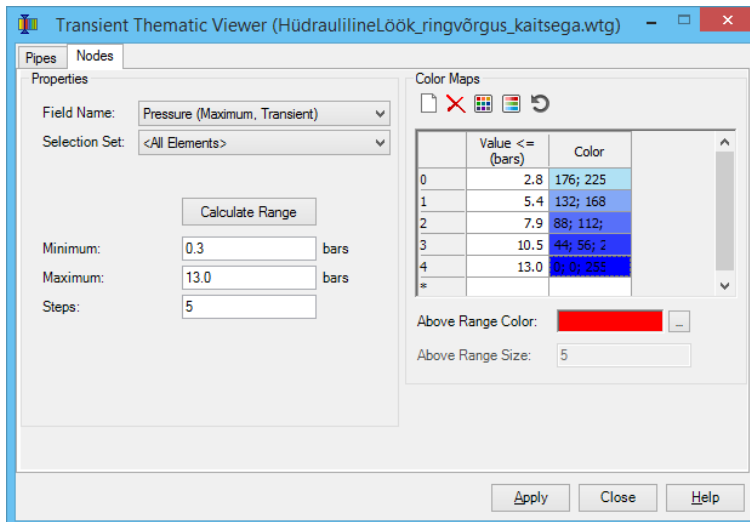 Transient Thematic Viewer (HüdraulilineLöök_ringvõrgus_kaitsega.wtg)
Pipes Nodes
Properties
Field Name: Pressure (Maximum, Transient)
Selection Set: <All Elements>
Calculate Range
Minimum: 0.3 bars
Maximum: 13.0 bars
Steps: 5
Color Maps
Value <= (bars) Color
0 2.8 176; 225
1 5.4 132; 168
2 7.9 88; 112;
3 10.5 44; 56; 2
4 13.0 0; 0; 255
*
Above Range Color: ...
Above Range Size: 5
Apply Close Help